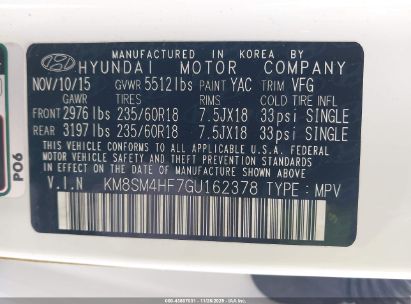 MANUFACTURED IN KOREA BY
HYUNDAI MOTOR COMPANY
NOV/10/15 GVWR 5512lbs PAINT YAC TRIM VFG
GAWR TIRES RIMS COLD TIRE INFL
FRONT 2976lbs 235/60R18 7.5JX18 33psi SINGLE
REAR 3197lbs 235/60R18 7.5JX18 33psi SINGLE
THIS VEHICLE CONFORMS TO ALL APPLICABLE U.S.A. FEDERAL
MOTOR VEHICLE SAFETY, BUMPER, AND THEFT PREVENTION
STANDARDS IN EFFECT ON THE DATE OF MANUFACTURE SHOWN ABOVE.
V.I.N KM8SM4HF7GU162378 TYPE : MPV
PO6